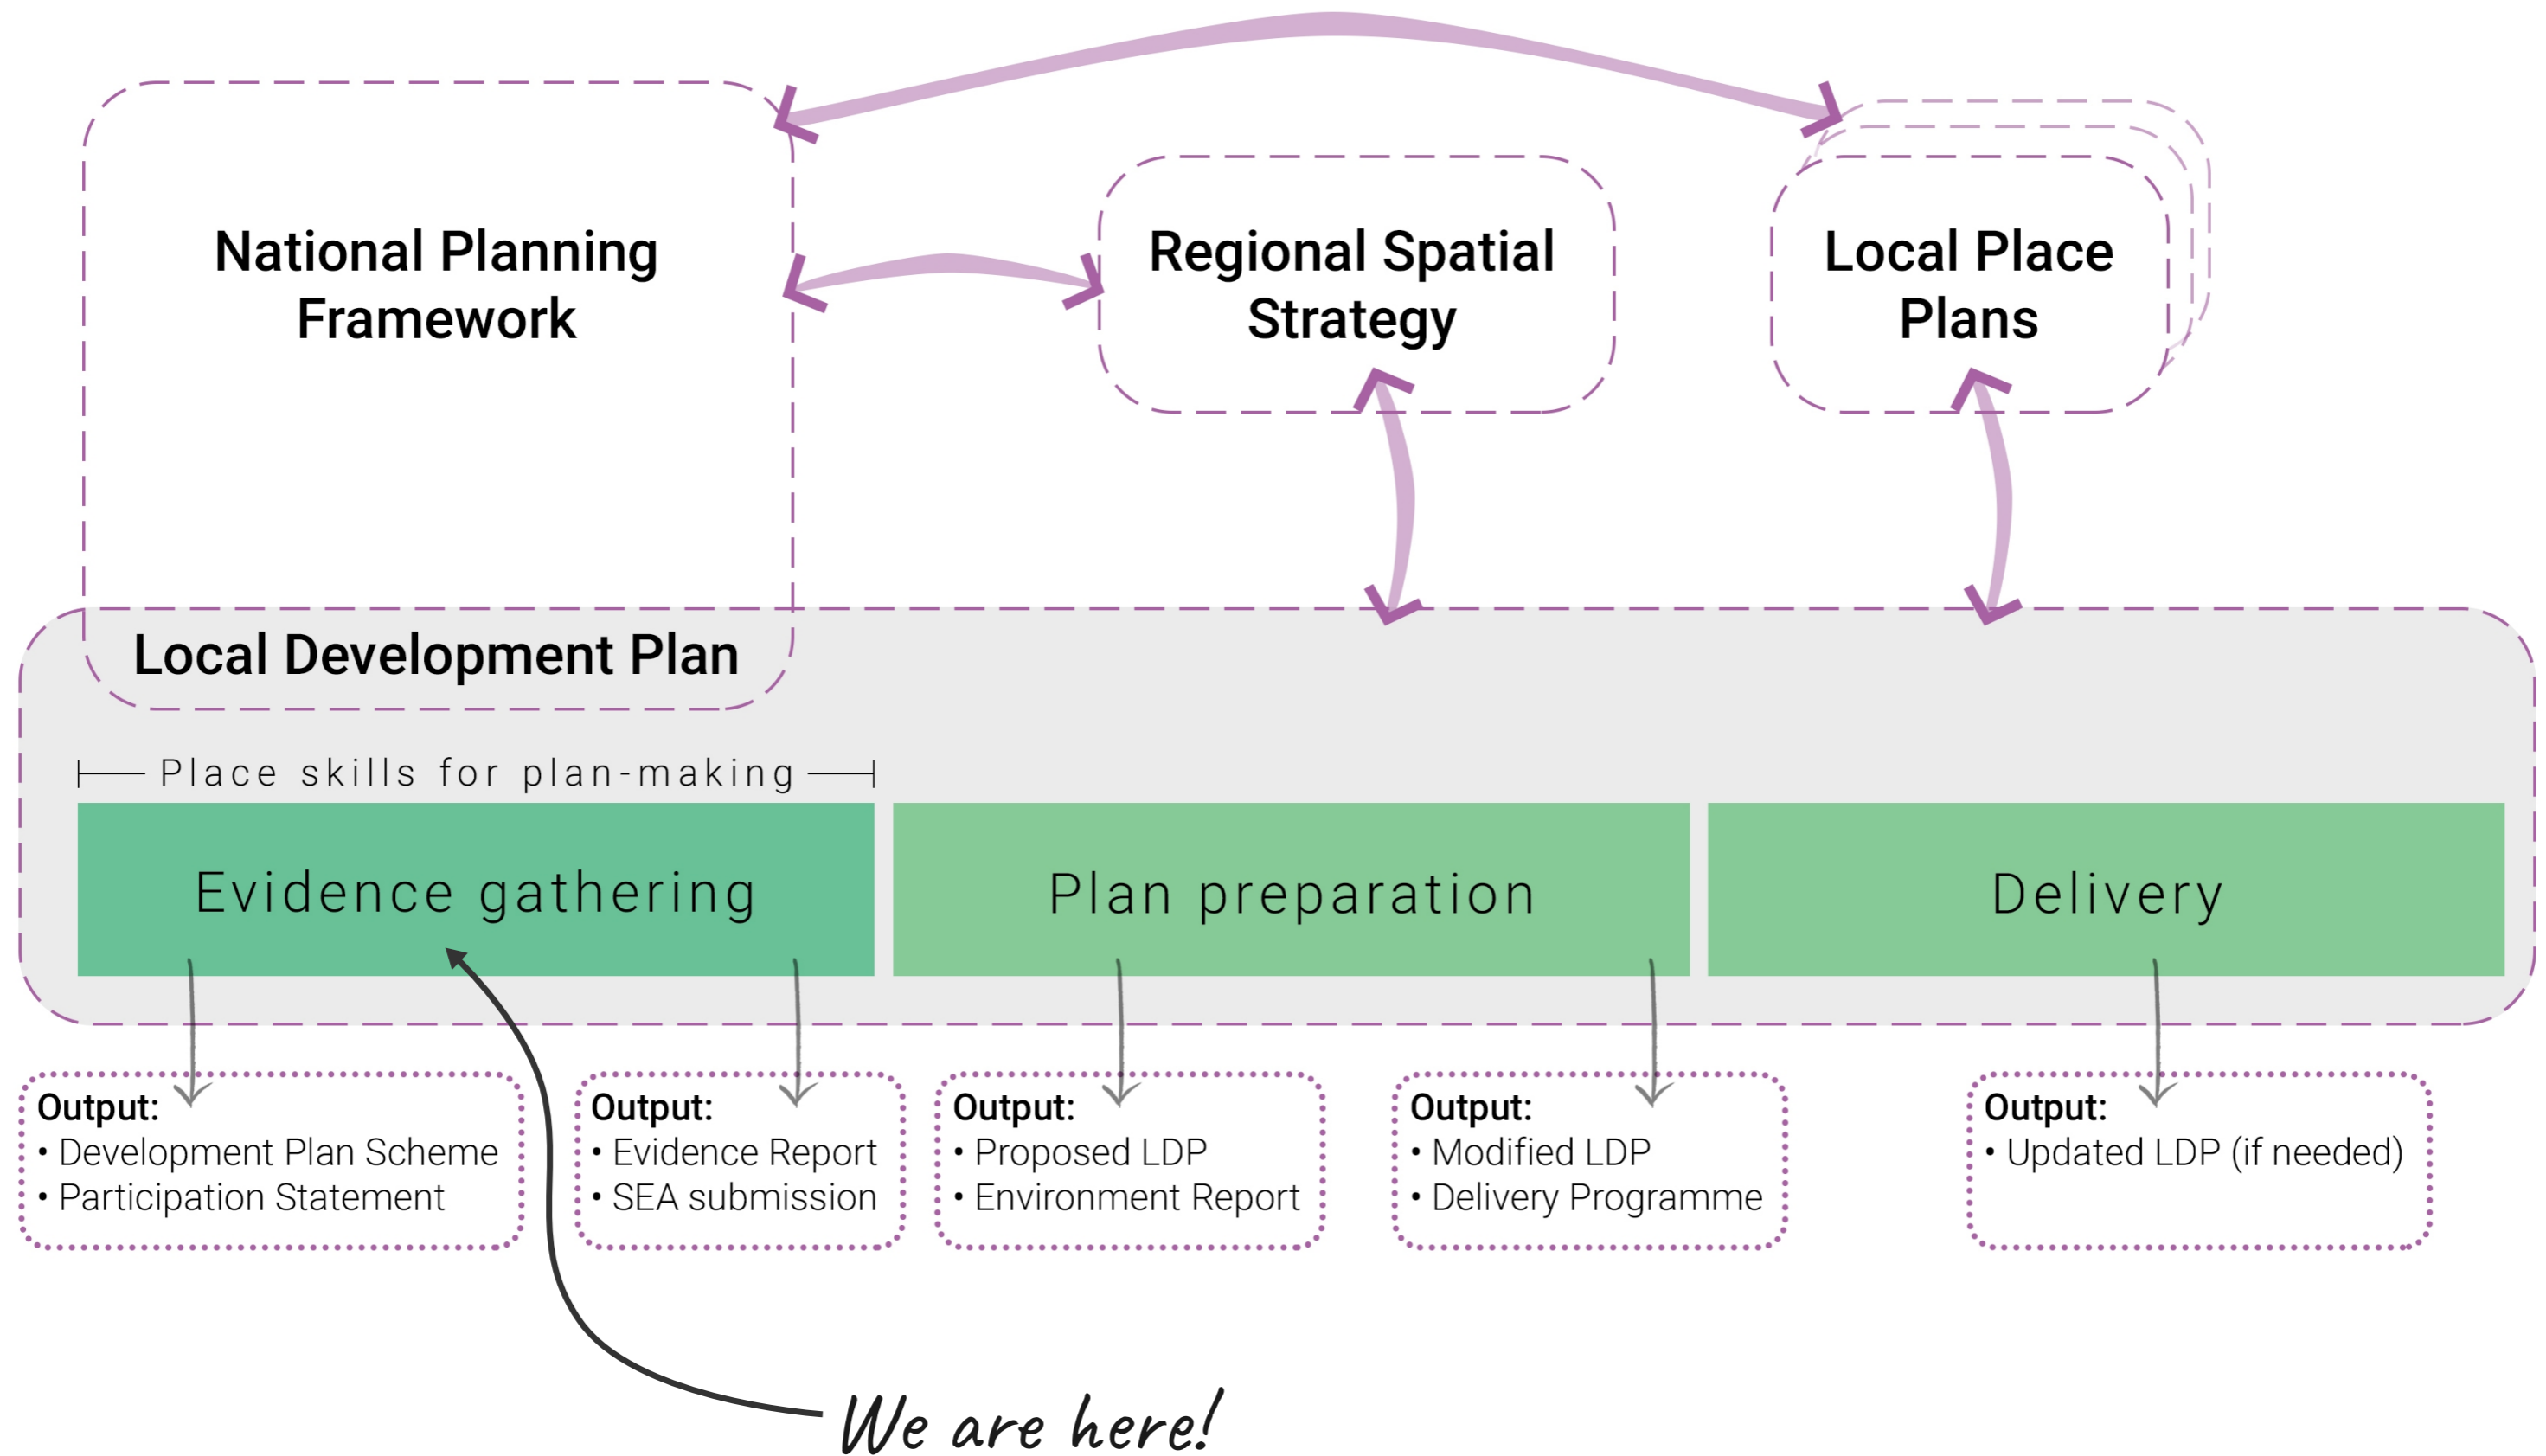 National Planning
Framework
Regional Spatial
Strategy
Local Place
Plans
Local Development Plan
Place skills for plan-making
Evidence gathering
Plan preparation
Delivery
Output:
• Development Plan Scheme
• Participation Statement
Output:
• Evidence Report
• SEA submission
Output:
• Proposed LDP
• Environment Report
Output:
• Modified LDP
• Delivery Programme
Output:
• Updated LDP (if needed)
We are here!